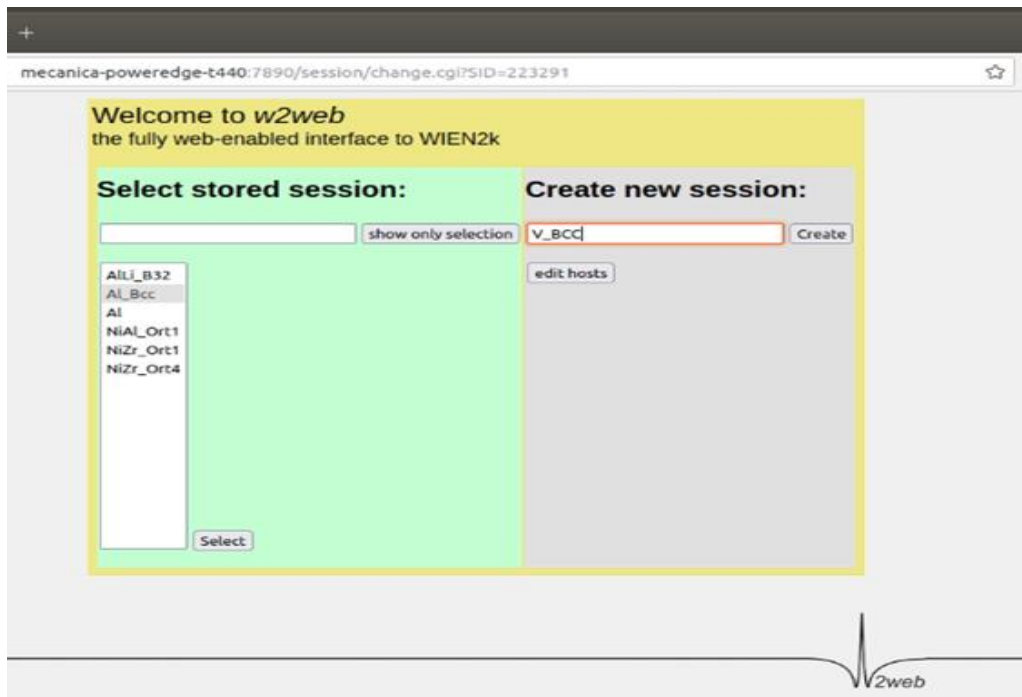 +
mecanica-poweredge-t440:7890/session/change.cgi?SID=223291
Welcome to w2web
the fully web-enabled interface to WIEN2k
Select stored session:
show only selection
AlLi_B32
Al_Bcc
Al
NiAl_Ort1
NiZr_Ort1
NiZr_Ort4
Select
Create new session:
V_BCC
Create
edit hosts
2web